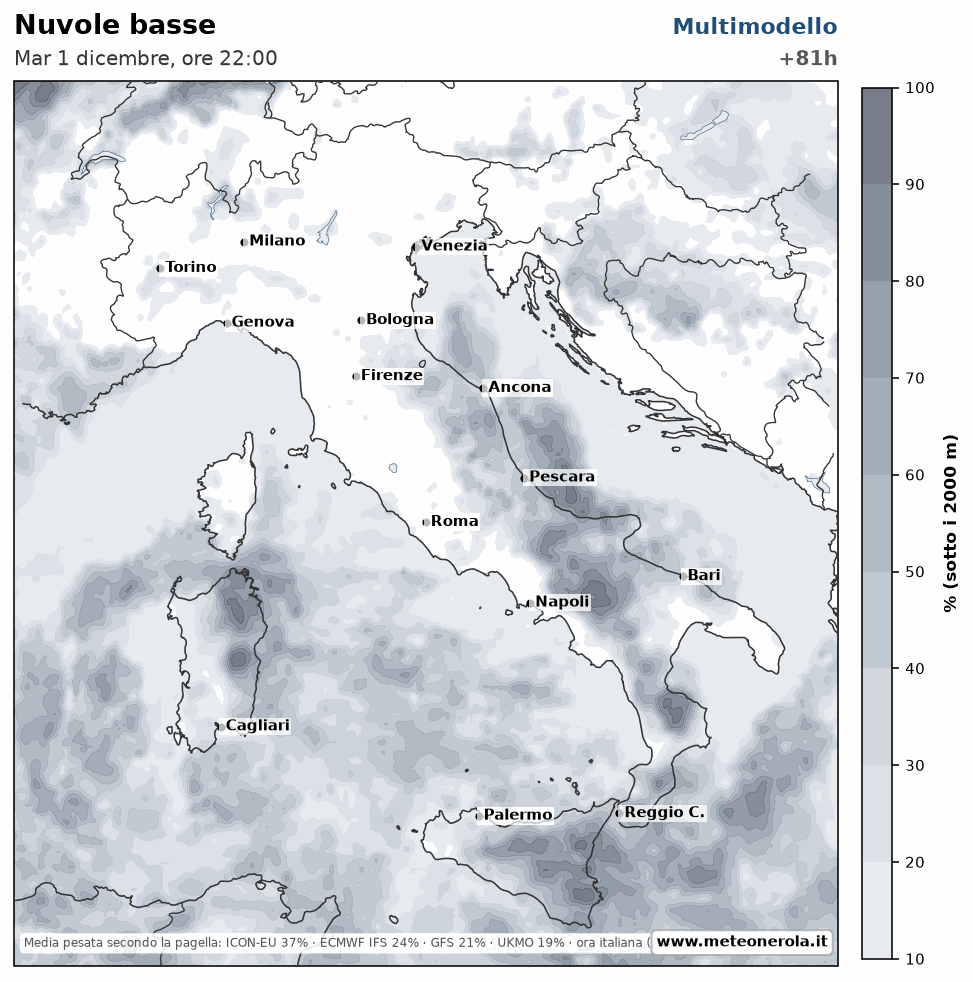 Nuvole basse
Multimodello
Mar 1 dicembre, ore 22:00
+81h
100
90
80
70
60
50
40
30
20
10
% (sotto i 2000 m)
Milano
Venezia
Torino
Genova
Bologna
Firenze
Ancona
Pescara
Roma
Bari
Napoli
Cagliari
Palermo
Reggio C.
Media pesata secondo la pagella: ICON-EU 37% · ECMWF IFS 24% · GFS 21% · UKMO 19% · ora italiana (
www.meteonerola.it